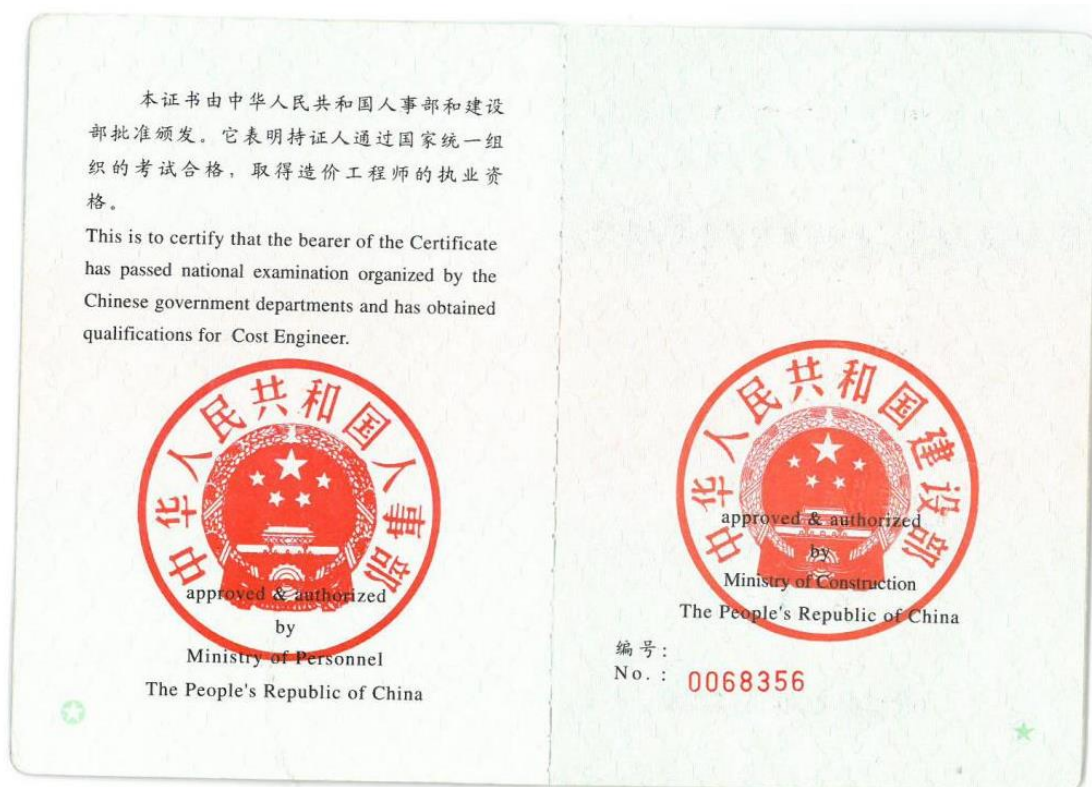 本证书由中华人民共和国人事部和建设
部批准颁发。它表明持证人通过国家统一组
织的考试合格，取得造价工程师的执业资
格。
This is to certify that the bearer of the Certificate
has passed national examination organized by the
Chinese government departments and has obtained
qualifications for Cost Engineer.
中华人民共和国人事部
approved & authorized
by
Ministry of Personnel
The People's Republic of China
中华人民共和国建设部
approved & authorized
by
Ministry of Construction
The People's Republic of China
编号：
No.: 0068356